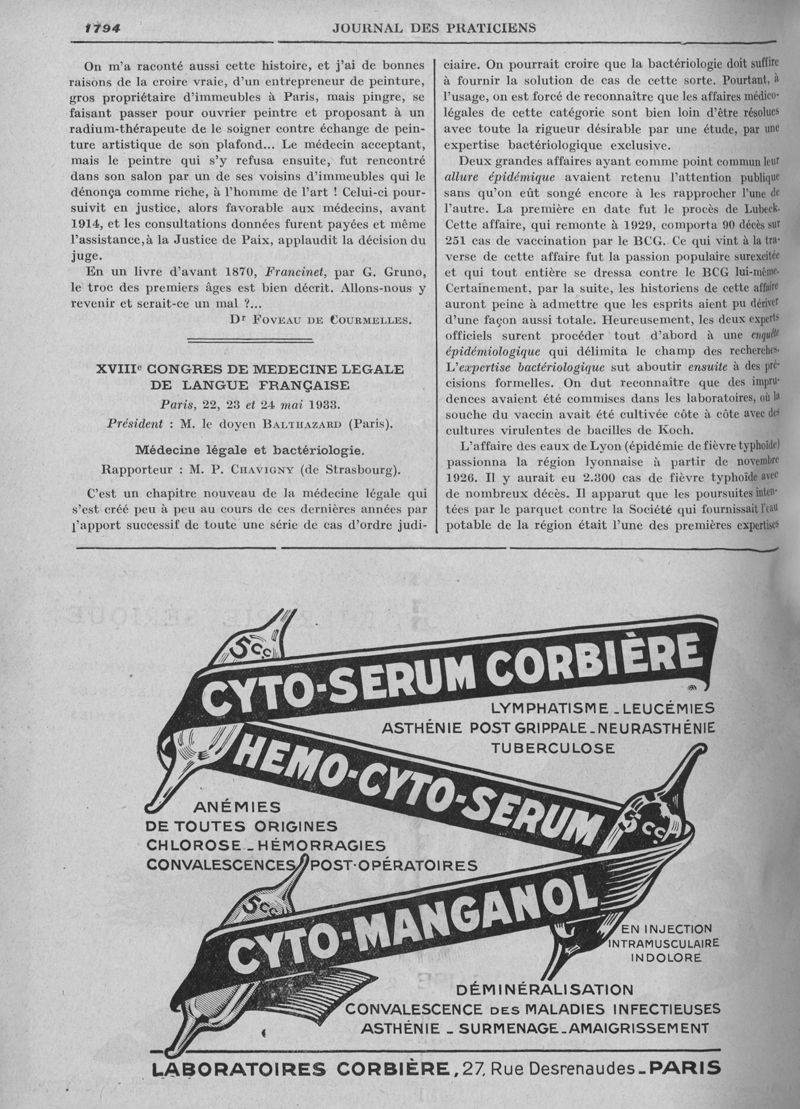 1794
JOURNAL DES PRATICIENS
On m'a raconté aussi cette histoire, et j'ai de bonnes
raisons de la croire vraie, d'un entrepreneur de peinture,
gros propriétaire d'immeubles à Paris, mais pingre, se
faisant passer pour ouvrier peintre et proposant à un
radium-thérapeute de le soigner contre échange de pein-
ture artistique de son plafond... Le médecin acceptant,
mais le peintre qui s'y refusa ensuite, fut rencontré
dans son salon par un de ses voisins d'immeubles qui le
dénonça comme riche, à l'homme de l'art ! Celui-ci pour-
suivit en justice, alors favorable aux médecins, avant
1914, et les consultations données furent payées et même
l'assistance,à la Justice de Paix, applaudit la décision du
juge.
En un livre d'avant 1870, Francinet, par G. Gruno,
le troc des premiers âges est bien décrit. Allons-nous y
revenir et serait-ce un mal ?...
Dr FOVEAU DE COURMELLES.
XVIIIe CONGRES DE MEDECINE LEGALE
DE LANGUE FRANÇAISE
Paris, 22, 23 et 24 mai 1933.
Président : M. le doyen BALTHAZARD (Paris).
Médecine légale et bactériologie.
Rapporteur : M. P. CHAVIGNY (de Strasbourg).
C'est un chapitre nouveau de la médecine légale qui
s'est créé peu à peu au cours de ces dernières années par
l'apport successif de toute une série de cas d'ordre judi-
ciaire. On pourrait croire que la bactériologie doit suffire
à fournir la solution de cas de cette sorte. Pourtant, à
l'usage, on est forcé de reconnaître que les affaires médico-
légales de cette catégorie sont bien loin d'être résolues
avec toute la rigueur désirable par une étude, par une
expertise bactériologique exclusive.
Deux grandes affaires ayant comme point commun leur
allure épidémique avaient retenu l'attention publique
sans qu'on eût songé encore à les rapprocher l'une de
l'autre. La première en date fut le procès de Lubeck.
Cette affaire, qui remonte à 1929, comporta 90 décès sur
251 cas de vaccination par le BCG. Ce qui vint à la tra-
verse de cette affaire fut la passion populaire surexcitée
et qui tout entière se dressa contre le BCG lui-même.
Certainement, par la suite, les historiens de cette affaire
auront peine à admettre que les esprits aient pu dériver
d'une façon aussi totale. Heureusement, les deux experts
officiels surent procéder tout d'abord à une enquête
épidémiologique qui délimita le champ des recherches.
L'expertise bactériologique sut aboutir ensuite à des pré-
cisions formelles. On dut reconnaître que des impru-
dences avaient été commises dans les laboratoires, où la
souche du vaccin avait été cultivée côte à côte avec des
cultures virulentes de bacilles de Koch.
L'affaire des eaux de Lyon (épidémie de fièvre typhoïde)
passionna la région lyonnaise à partir de novembre
1926. Il y aurait eu 2.300 cas de fièvre typhoïde avec
de nombreux décès. Il apparut que les poursuites inten-
tées par le parquet contre la Société qui fournissait l'eau
potable de la région était l'une des premières expertises
5cc
CYTO-SERUM CORBIÈRE
LYMPHATISME _ LEUCÉMIES
ASTHÉNIE POST GRIPPALE _ NEURASTHÉNIE
TUBERCULOSE
HEMO-CYTO-SERUM
5cc
ANÉMIES
DE TOUTES ORIGINES
CHLOROSE _ HÉMORRAGIES
CONVALESCENCES POST-OPÉRATOIRES
5cc
CYTO-MANGANOL
EN INJECTION
INTRAMUSCULAIRE
INDOLORE
DÉMINÉRALISATION
CONVALESCENCE DES MALADIES INFECTIEUSES
ASTHÉNIE _ SURMENAGE _ AMAIGRISSEMENT
LABORATOIRES CORBIÈRE, 27, Rue Desrenaudes _ PARIS